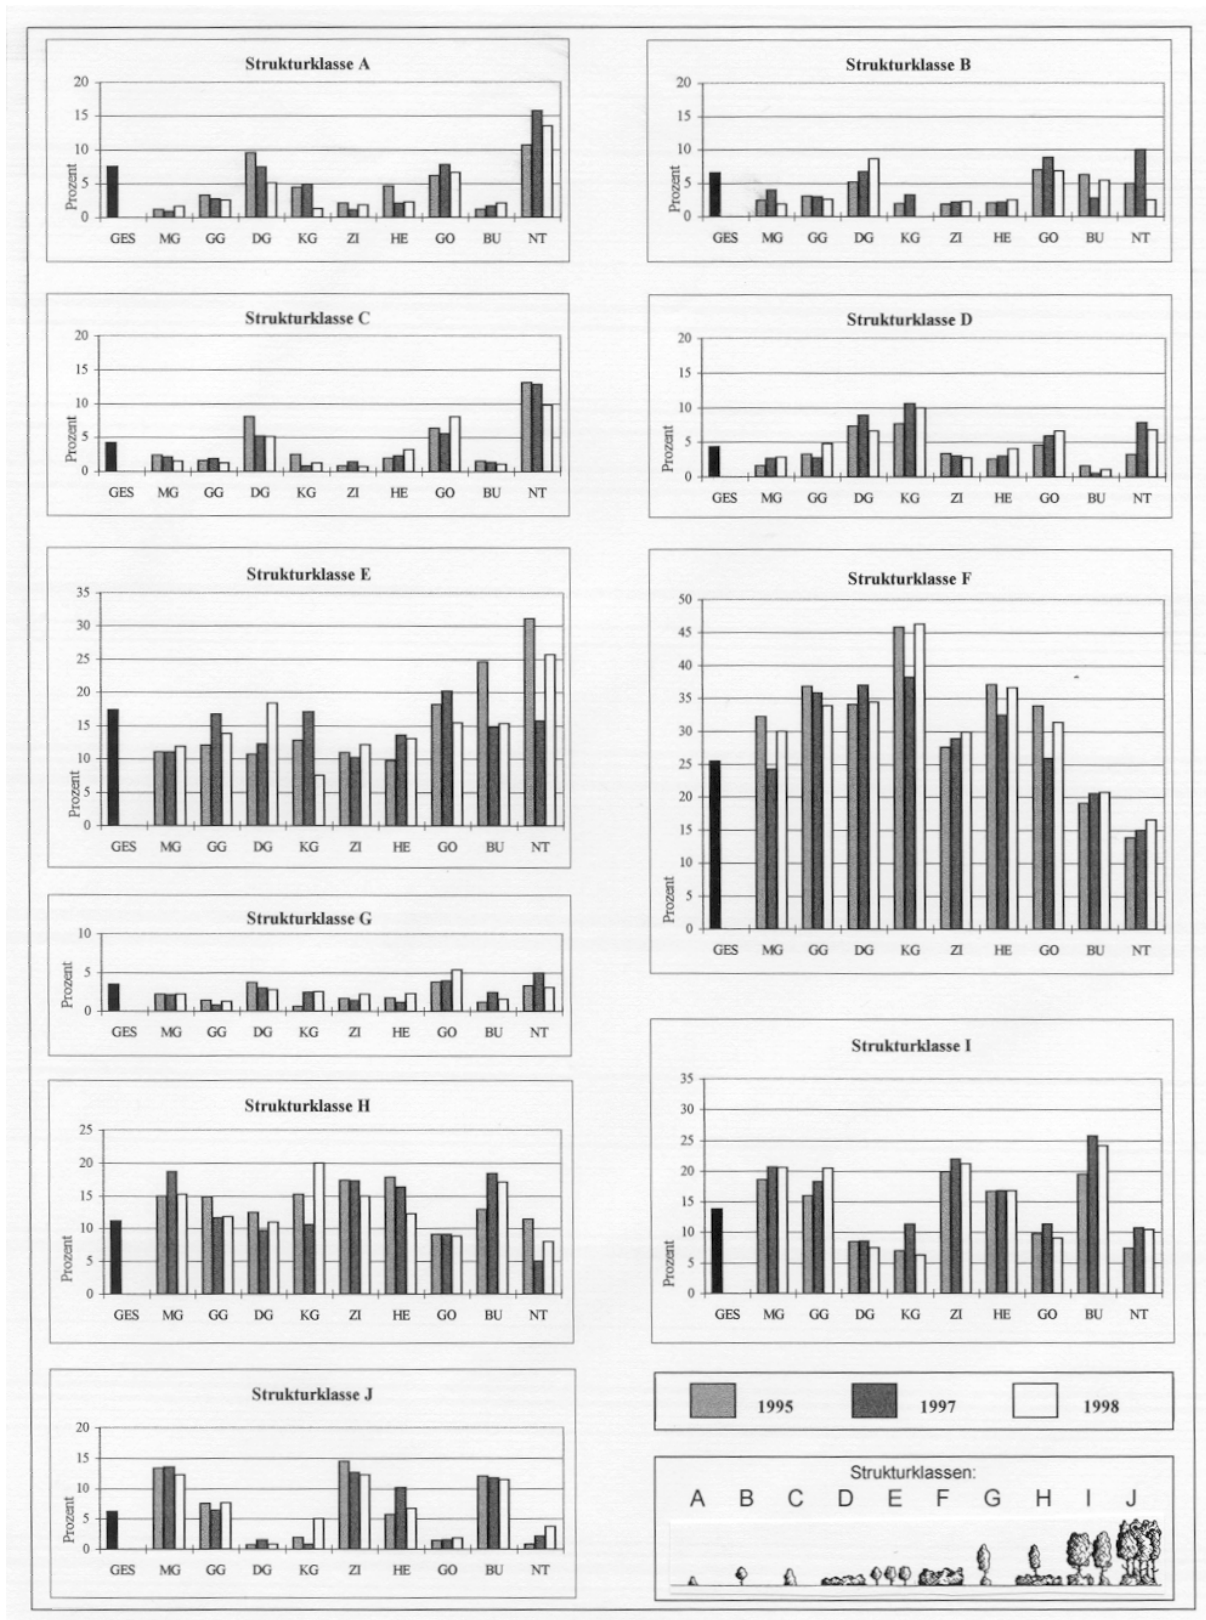 Strukturklasse A
20
15
10
5
0
Prozent
GES MG GG DG KG ZI HE GO BU NT
Strukturklasse B
20
15
10
5
0
Prozent
GES MG GG DG KG ZI HE GO BU NT
Strukturklasse C
20
15
10
5
0
Prozent
GES MG GG DG KG ZI HE GO BU NT
Strukturklasse D
20
15
10
5
0
Prozent
GES MG GG DG KG ZI HE GO BU NT
Strukturklasse E
35
30
25
20
15
10
5
0
Prozent
GES MG GG DG KG ZI HE GO BU NT
Strukturklasse F
50
45
40
35
30
25
20
15
10
5
0
Prozent
GES MG GG DG KG ZI HE GO BU NT
Strukturklasse G
10
5
0
Prozent
GES MG GG DG KG ZI HE GO BU NT
Strukturklasse H
25
20
15
10
5
0
Prozent
GES MG GG DG KG ZI HE GO BU NT
Strukturklasse I
35
30
25
20
15
10
5
0
Prozent
GES MG GG DG KG ZI HE GO BU NT
Strukturklasse J
20
15
10
5
0
Prozent
GES MG GG DG KG ZI HE GO BU NT
1995 1997 1998
Strukturklassen:
A B C D E F G H I J